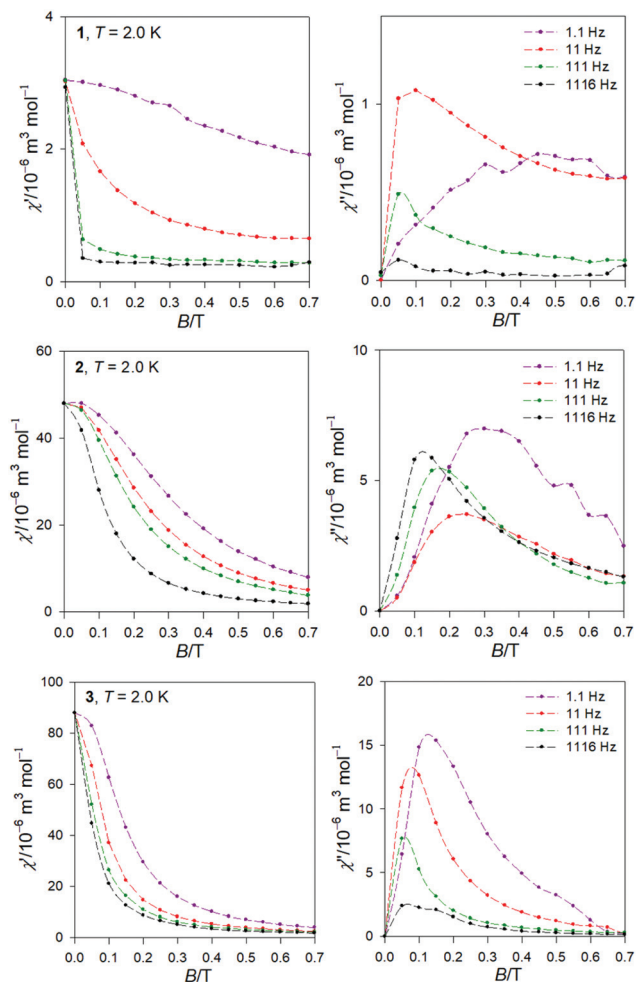 1, T = 2.0 K
χ'/10⁻⁶ m³ mol⁻¹
4
2
0
0.0 0.1 0.2 0.3 0.4 0.5 0.6 0.7
B/T
1.1 Hz
11 Hz
111 Hz
1116 Hz
χ"/10⁻⁶ m³ mol⁻¹
1
0
0.0 0.1 0.2 0.3 0.4 0.5 0.6 0.7
B/T
2, T = 2.0 K
χ'/10⁻⁶ m³ mol⁻¹
60
40
20
0
0.0 0.1 0.2 0.3 0.4 0.5 0.6 0.7
B/T
1.1 Hz
11 Hz
111 Hz
1116 Hz
χ"/10⁻⁶ m³ mol⁻¹
10
5
0
0.0 0.1 0.2 0.3 0.4 0.5 0.6 0.7
B/T
3, T = 2.0 K
χ'/10⁻⁶ m³ mol⁻¹
100
80
60
40
20
0
0.0 0.1 0.2 0.3 0.4 0.5 0.6 0.7
B/T
1.1 Hz
11 Hz
111 Hz
1116 Hz
χ"/10⁻⁶ m³ mol⁻¹
20
15
10
5
0
0.0 0.1 0.2 0.3 0.4 0.5 0.6 0.7
B/T